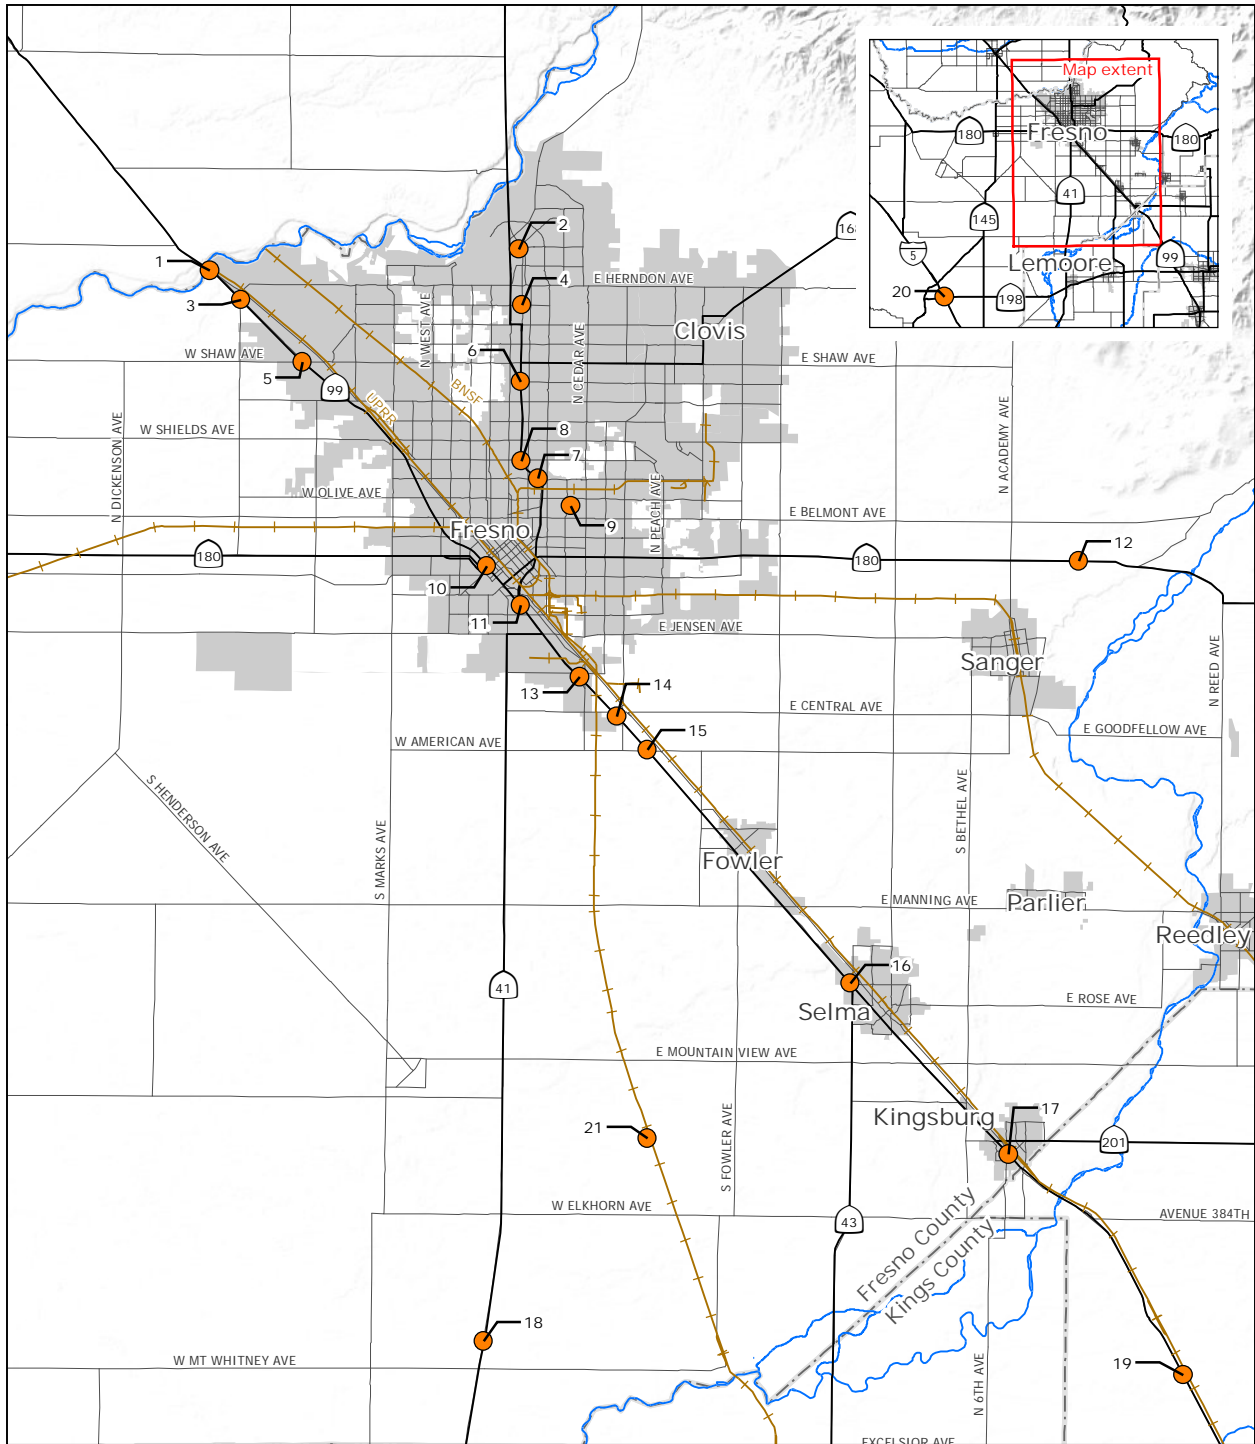 Map extent
180
Fresno
180
41
145
5
Lemoore
99
20
198
168
1
2
3
4
E HERNDON AVE
N WEST AVE
Clovis
N CEDAR AVE
W SHAW AVE
5
6
99
E SHAW AVE
UPRR
BNSF
N DICKENSON AVE
W SHIELDS AVE
8
7
N ACADEMY AVE
W OLIVE AVE
N PEACH AVE
9
E BELMONT AVE
Fresno
180
180
12
10
11
E JENSEN AVE
Sanger
N REED AVE
13
14
E CENTRAL AVE
15
E GOODFELLOW AVE
W AMERICAN AVE
S HENDERSON AVE
S MARKS AVE
S BETHEL AVE
Fowler
E MANNING AVE
Parlier
Reedley
16
41
Selma
E ROSE AVE
E MOUNTAIN VIEW AVE
Kingsburg
17
201
21
S FOWLER AVE
W ELKHORN AVE
43
AVENUE 384TH
Fresno County
Kings County
18
W MT WHITNEY AVE
19
N 6TH AVE
EXCELSIOR AVE